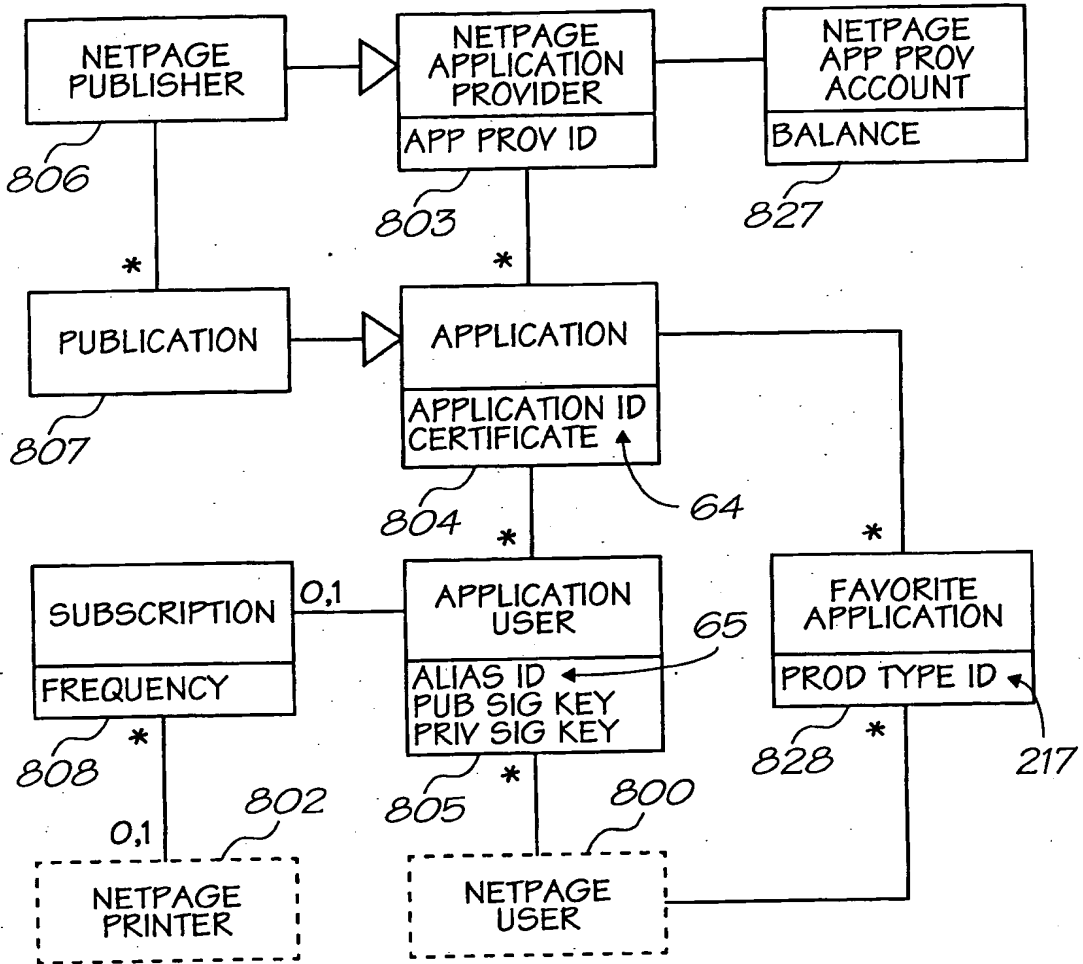 NETPAGE
PUBLISHER
806
NETPAGE
APPLICATION
PROVIDER
APP PROV ID
803
NETPAGE
APP PROV
ACCOUNT
BALANCE
827
*
*
PUBLICATION
807
APPLICATION
APPLICATION ID
CERTIFICATE
804
64
*
*
SUBSCRIPTION
FREQUENCY
808
0,1
APPLICATION
USER
ALIAS ID
PUB SIG KEY
PRIV SIG KEY
805
65
FAVORITE
APPLICATION
PROD TYPE ID
828
217
*
*
*
0,1
802
NETPAGE
PRINTER
800
NETPAGE
USER